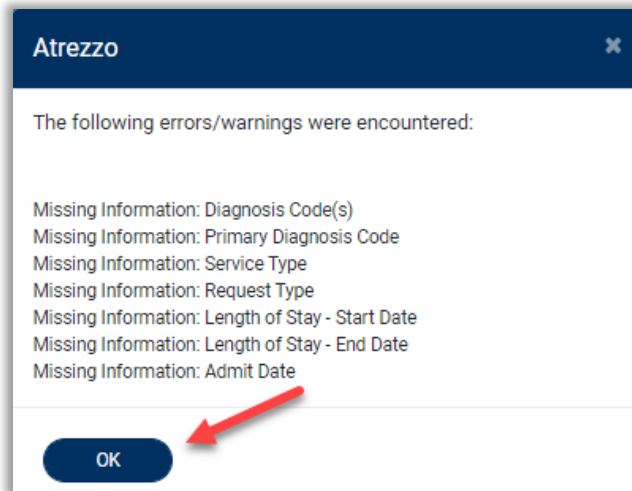 Atrezzo
The following errors/warnings were encountered:
Missing Information: Diagnosis Code(s)
Missing Information: Primary Diagnosis Code
Missing Information: Service Type
Missing Information: Request Type
Missing Information: Length of Stay - Start Date
Missing Information: Length of Stay - End Date
Missing Information: Admit Date
OK